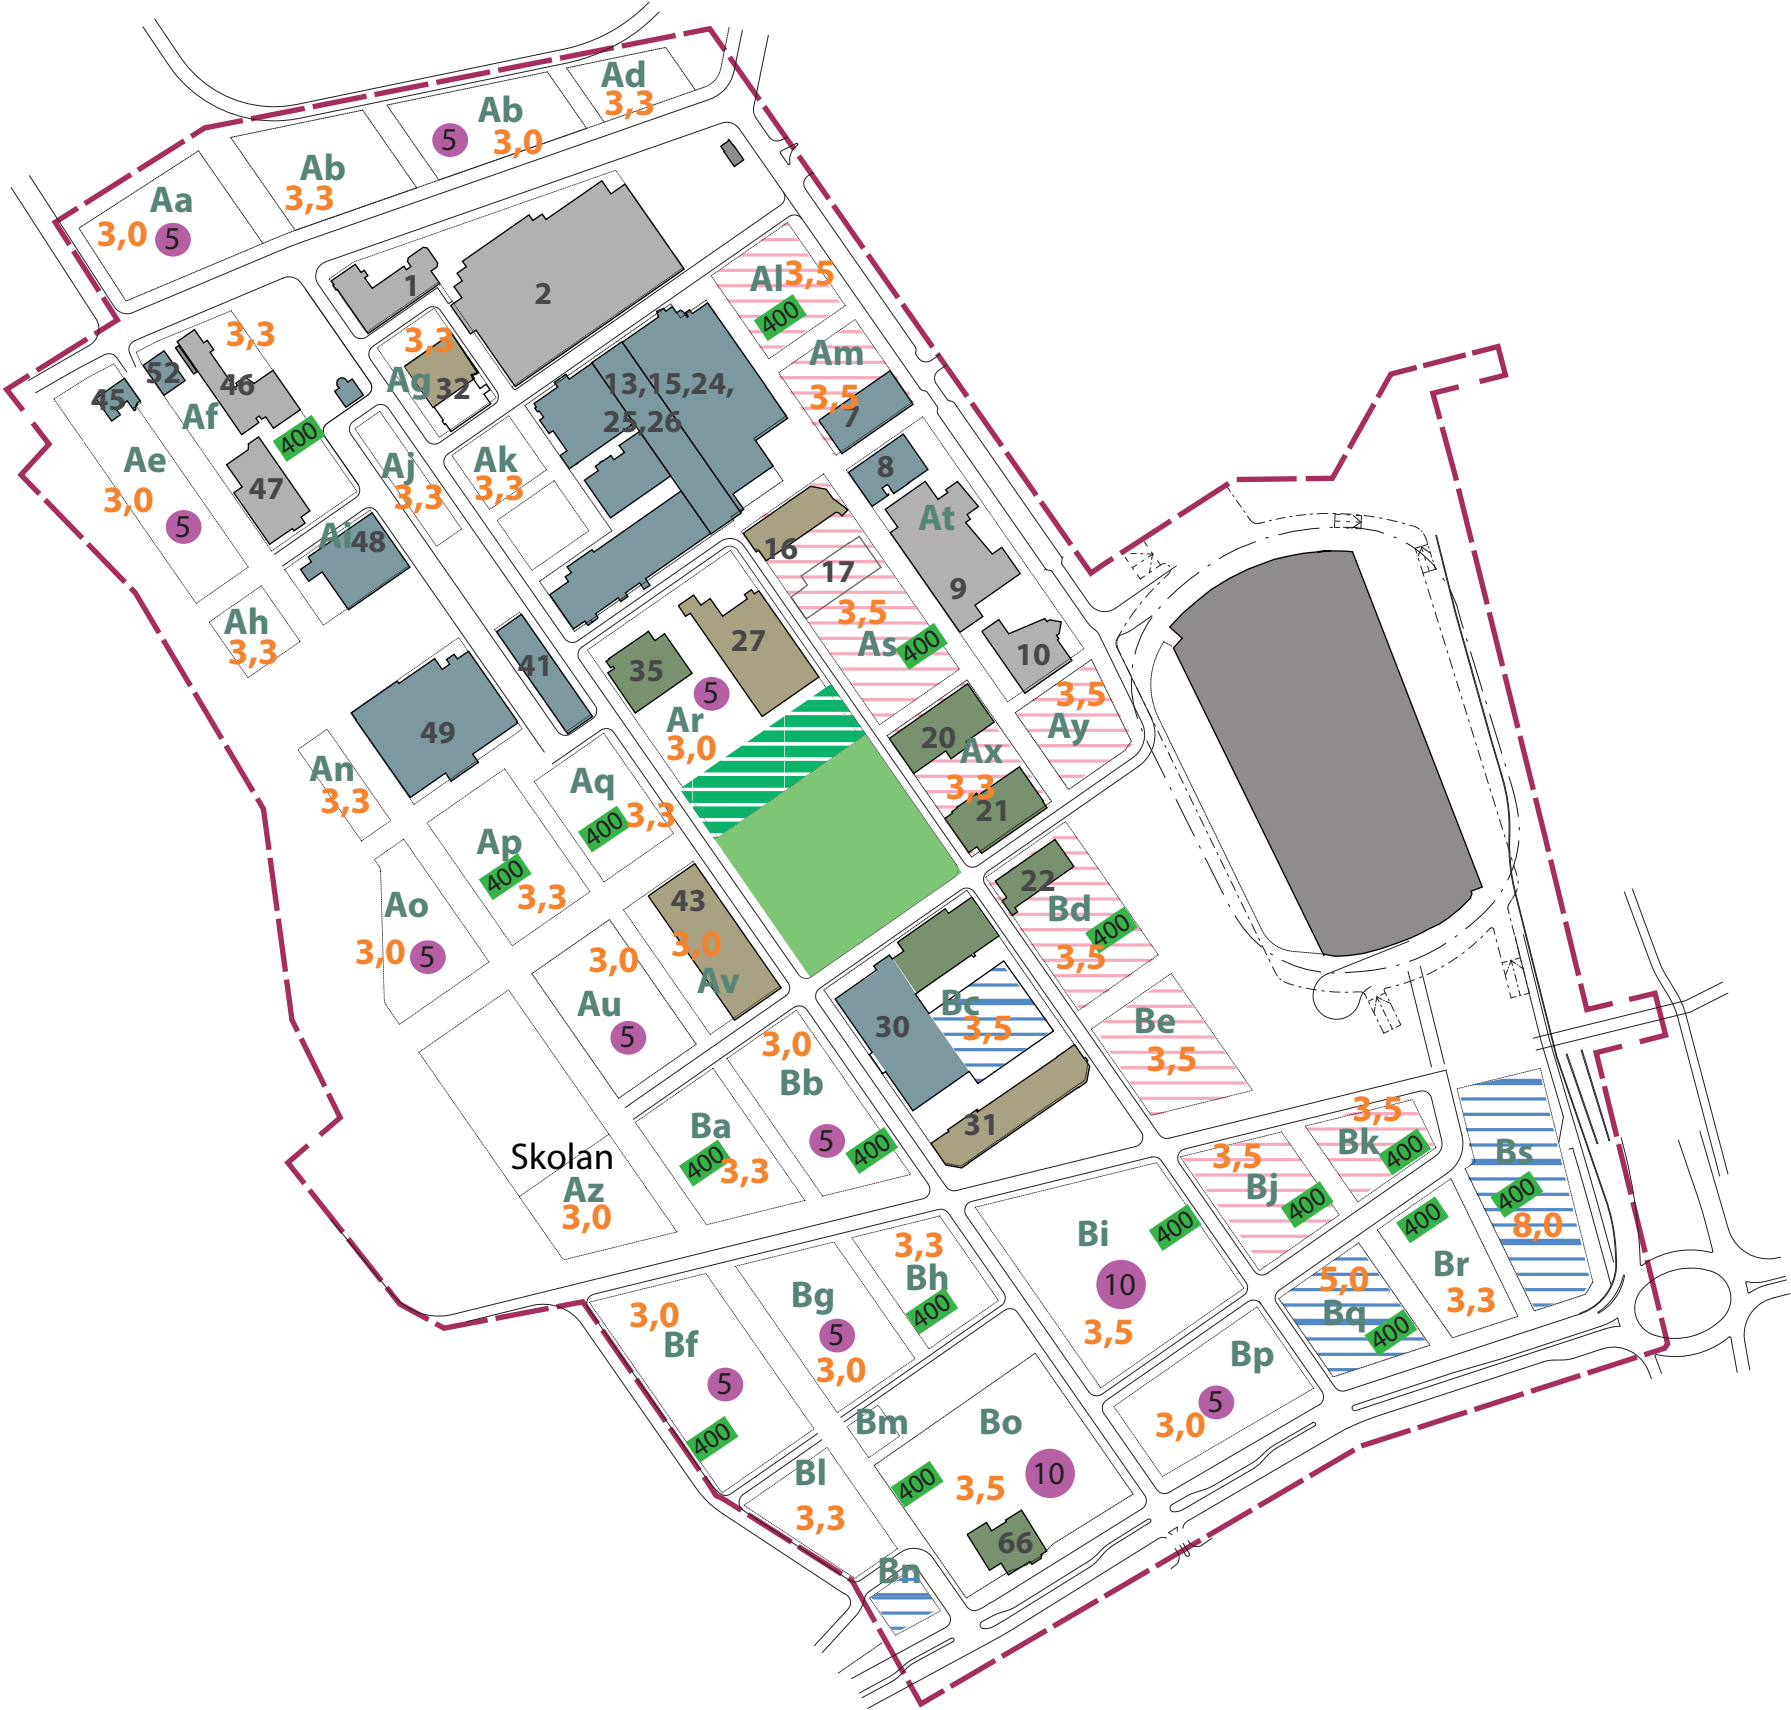 Ad
3,3
Ab
5
3,0
Ab
3,3
Aa
3,0
5
1
2
Al
3,5
400
Am
3,5
7
3,3
52
46
45
Af
400
47
Ae
3,0
5
3,3
Ag
32
13,15,24,
25,26
Aj
3,3
Ak
3,3
8
At
9
10
Ai
48
16
17
3,5
As
400
Ah
3,3
41
35
27
5
Ar
3,0
49
3,5
Ay
20
Ax
3,3
21
An
3,3
Aq
400
3,3
Ap
400
3,3
Ao
3,0
5
43
3,0
Av
3,0
Au
5
22
Bd
400
3,5
30
Bc
3,5
31
Be
3,5
3,0
Bb
5
400
Ba
400
3,3
Skolan
Az
3,0
3,5
Bk
400
3,5
Bj
400
Bs
400
8,0
Bi
400
10
3,5
400
Br
3,3
5,0
Bq
400
3,3
Bh
400
Bg
5
3,0
3,0
Bf
5
400
Bp
5
3,0
Bm
Bo
400
3,5
10
66
Bl
3,3
Bn